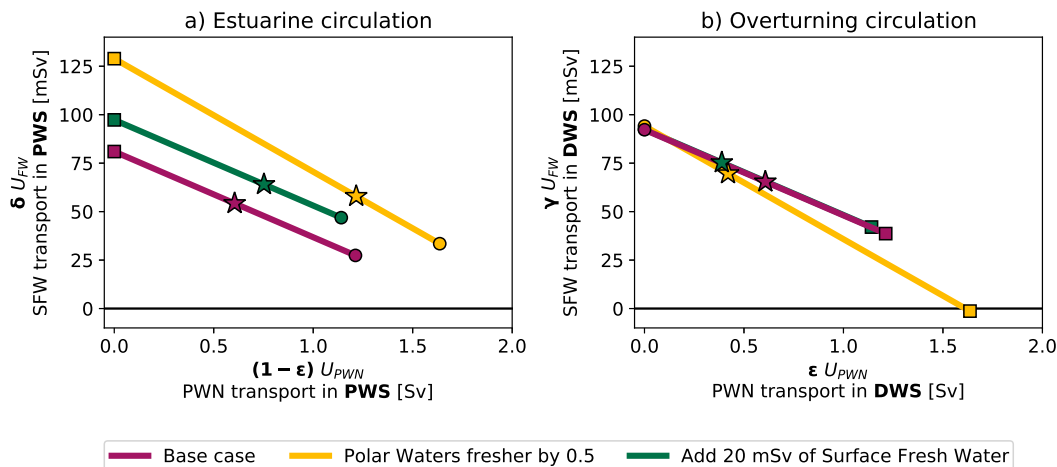 a) Estuarine circulation
δ U_FW
SFW transport in PWS [mSv]
125
100
75
50
25
0
0.0 0.5 1.0 1.5 2.0
(1 − ε) U_PWN
PWN transport in PWS [Sv]
b) Overturning circulation
γ U_FW
SFW transport in DWS [mSv]
125
100
75
50
25
0
0.0 0.5 1.0 1.5 2.0
ε U_PWN
PWN transport in DWS [Sv]
Base case Polar Waters fresher by 0.5 Add 20 mSv of Surface Fresh Water